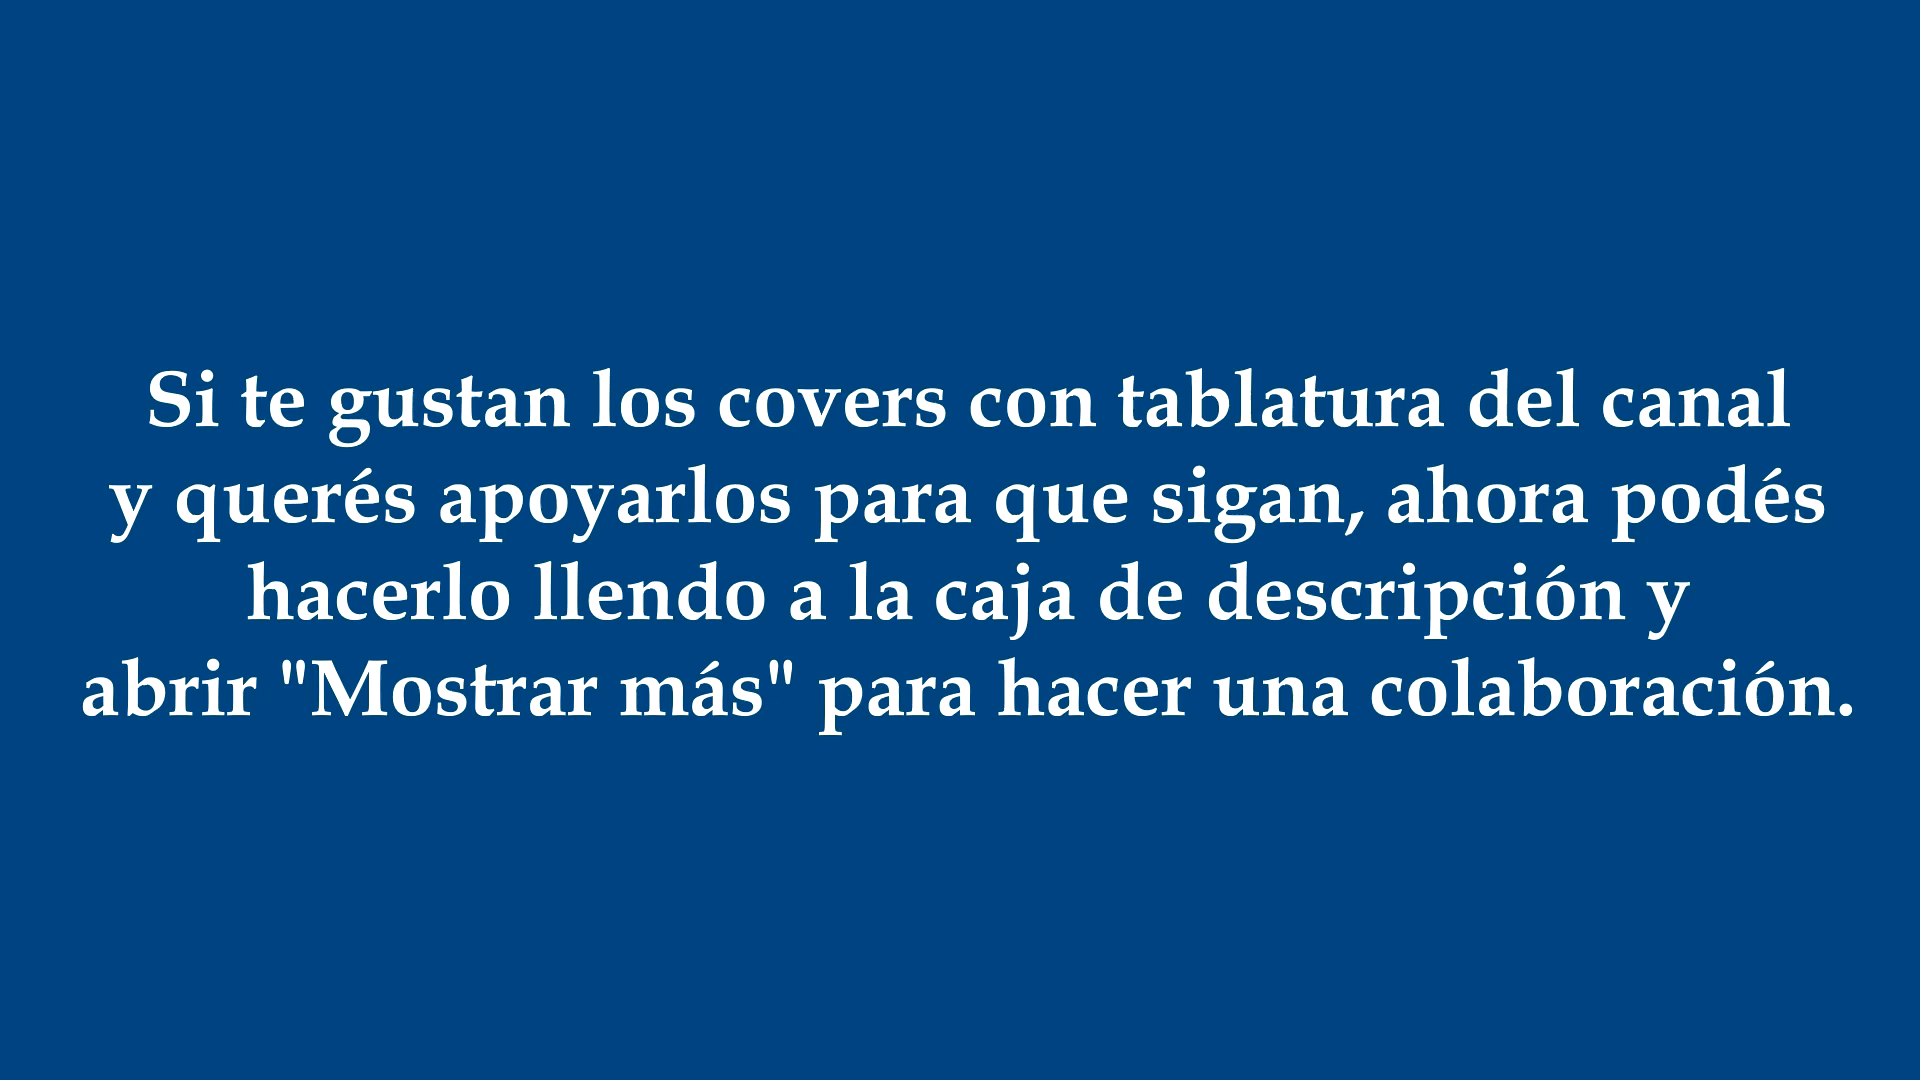 Si te gustan los covers con tablatura del canal
y querés apoyarlos para que sigan, ahora podés
hacerlo llendo a la caja de descripción y
abrir "Mostrar más" para hacer una colaboración.